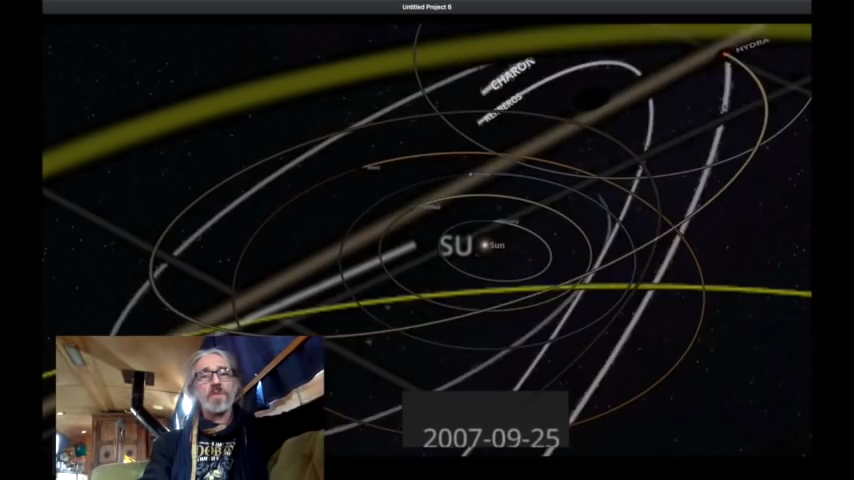 Untitled Project 6
HYDRA
CHARON
KERBEROS
SU
Sun
2007-09-25